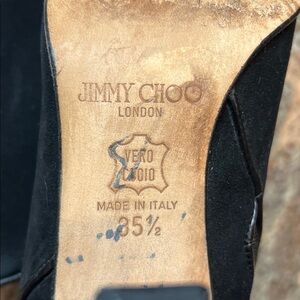 JIMMY CHOO
LONDON
VERO
CUOIO
MADE IN ITALY
35½